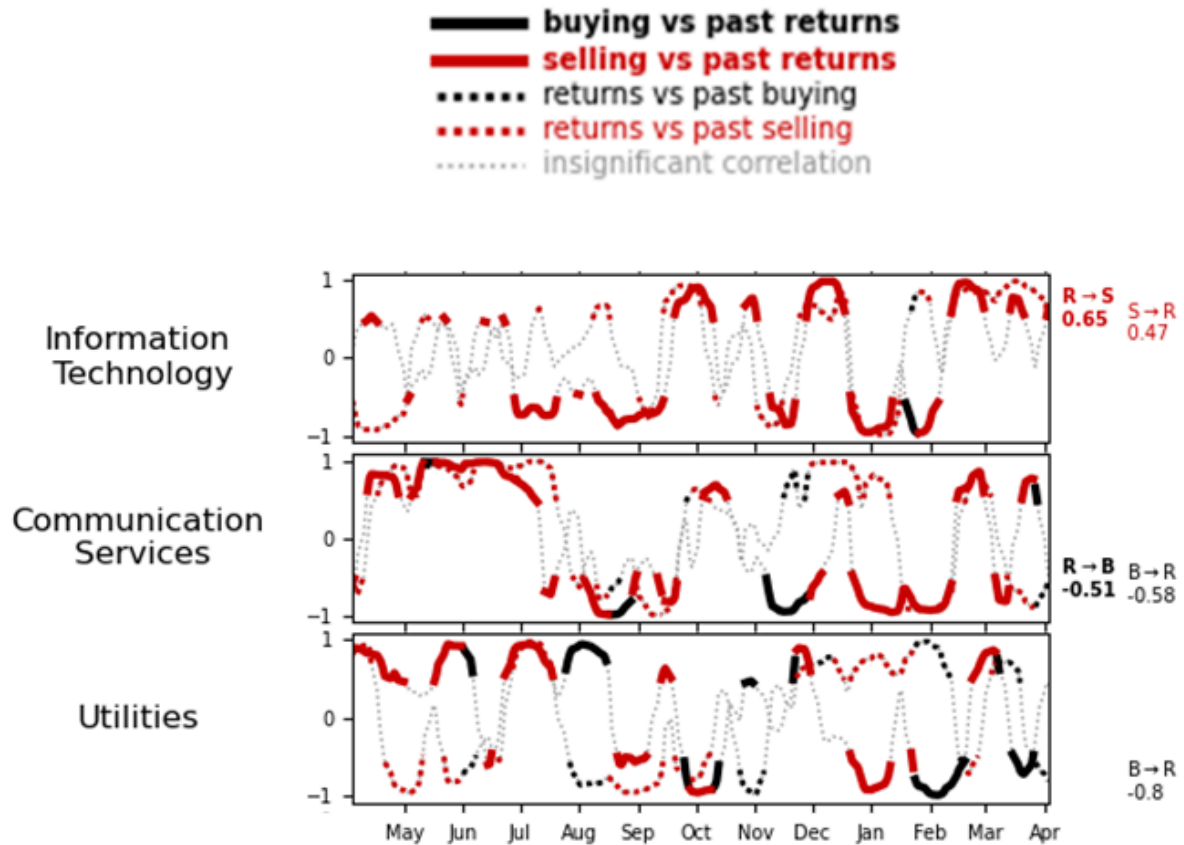 buying vs past returns
selling vs past returns
returns vs past buying
returns vs past selling
insignificant correlation
Information
Technology
1
0
−1
R→S
0.65
S→R
0.47
Communication
Services
1
0
−1
R→B
-0.51
B→R
-0.58
Utilities
1
0
−1
B→R
-0.8
May Jun Jul Aug Sep Oct Nov Dec Jan Feb Mar Apr